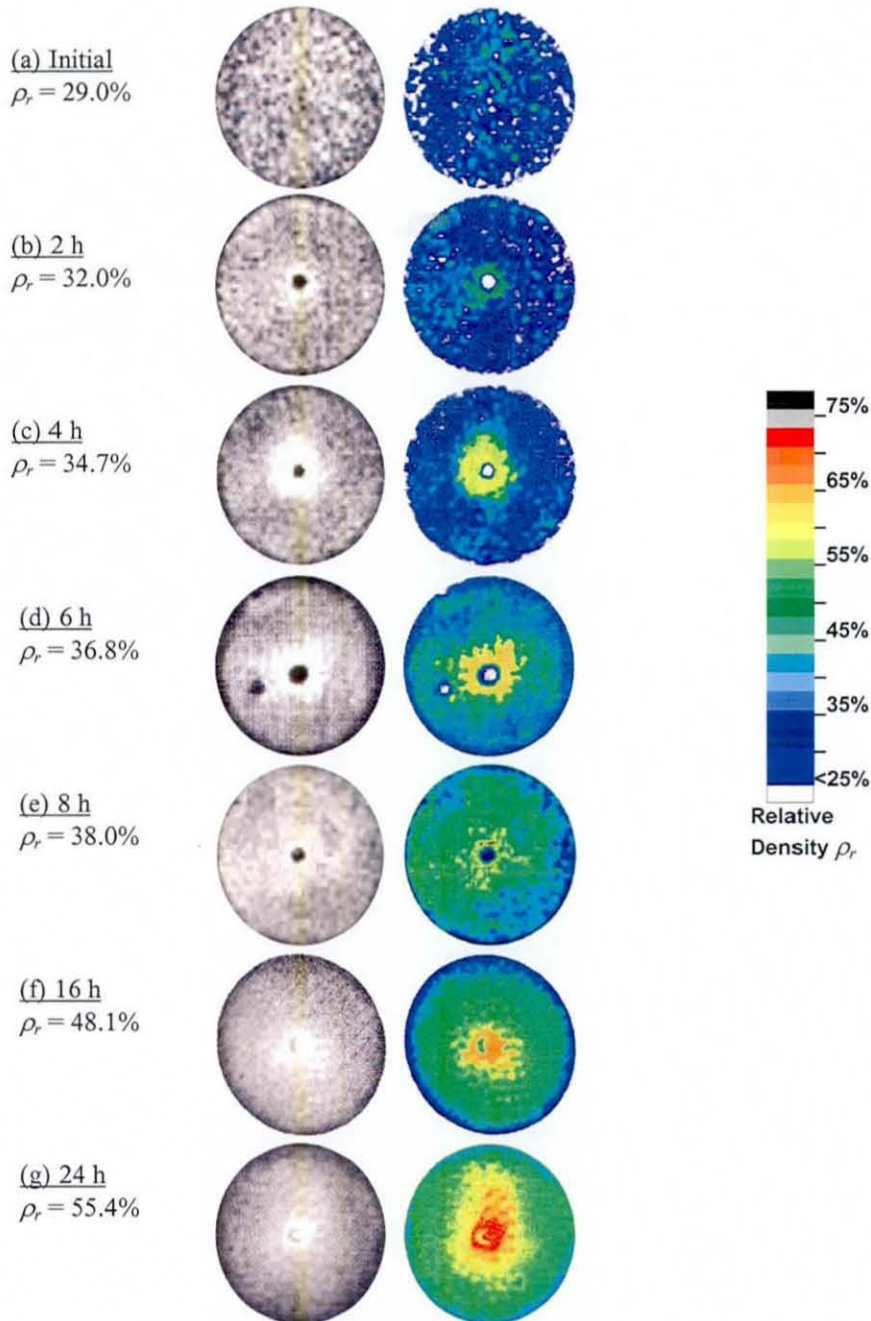 (a) Initial
ρr = 29.0%
(b) 2 h
ρr = 32.0%
(c) 4 h
ρr = 34.7%
(d) 6 h
ρr = 36.8%
(e) 8 h
ρr = 38.0%
(f) 16 h
ρr = 48.1%
(g) 24 h
ρr = 55.4%
75%
65%
55%
45%
35%
<25%
Relative
Density ρr